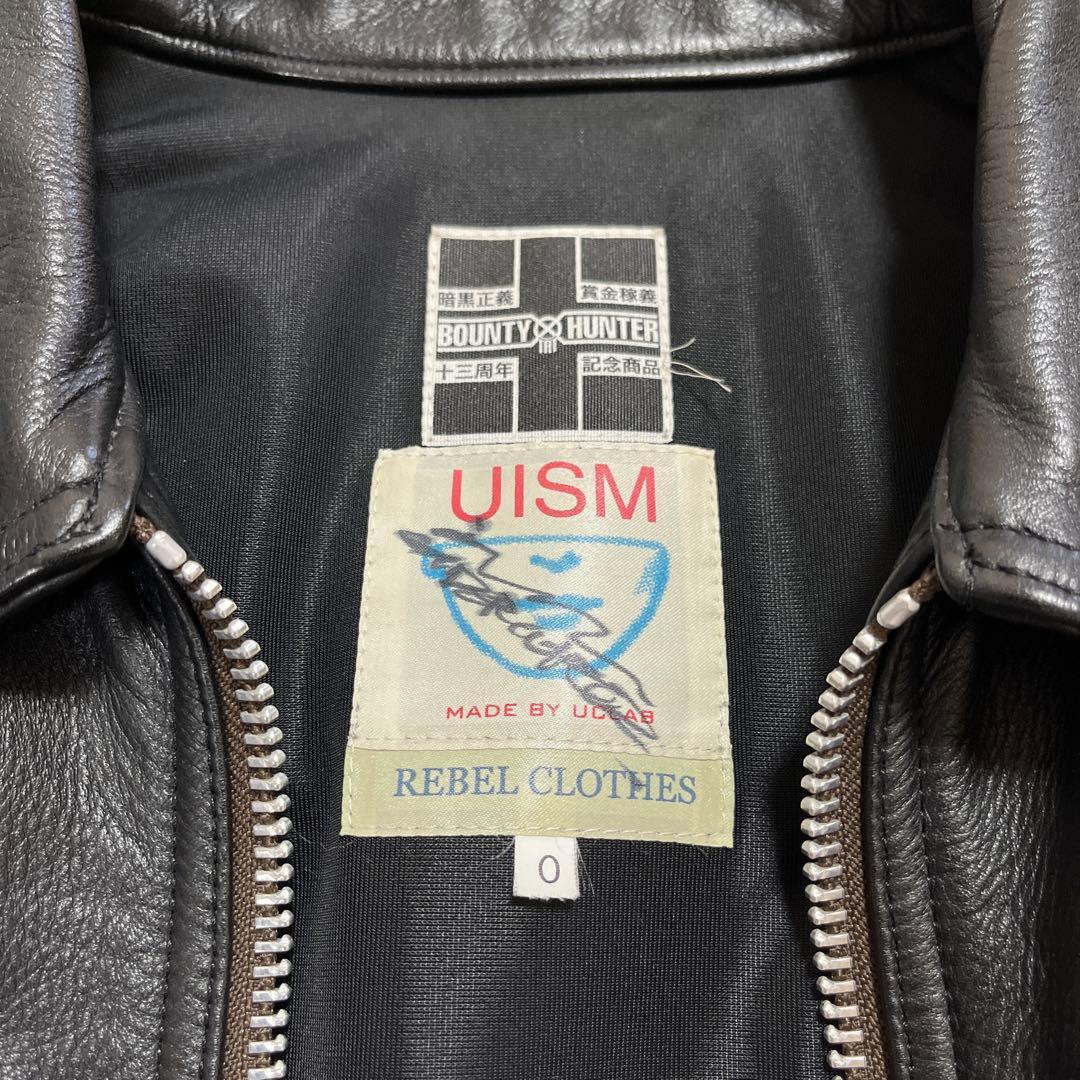 暗黒正義 賞金稼義
BOUNTY HUNTER
十三周年 記念商品
UISM
MADE BY UCLAB
REBEL CLOTHES
0